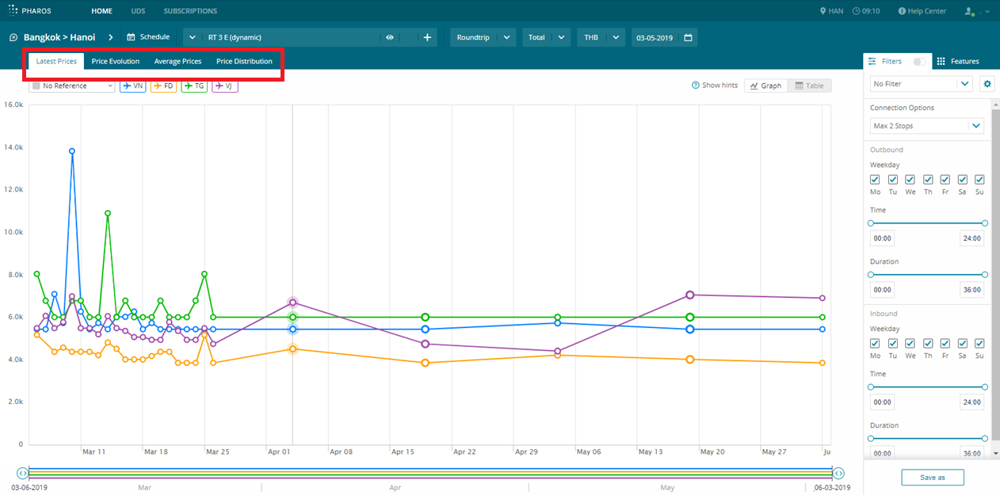 PHAROS HOME UDS SUBSCRIPTIONS HAN 09:10 Help Center .
Bangkok > Hanoi Schedule RT 3 E (dynamic) Roundtrip Total THB 03-05-2019
Latest Prices Price Evolution Average Prices Price Distribution Filters Features
No Reference VN FD TG VJ Show hints Graph Table
No Filter
Connection Options
Max 2 Stops
Outbound
Weekday
Mo Tu We Th Fr Sa Su
Time
00:00 24:00
Duration
00:00 36:00
Inbound
Weekday
Mo Tu We Th Fr Sa Su
Time
00:00 24:00
Duration
00:00 36:00
Save as
16.0k
14.0k
12.0k
10.0k
8.0k
6.0k
4.0k
2.0k
0
Mar 11 Mar 18 Mar 25 Apr 01 Apr 08 Apr 15 Apr 22 Apr 29 May 06 May 13 May 20 May 27 Ju
03-06-2019 Mar Apr May 06-03-2019